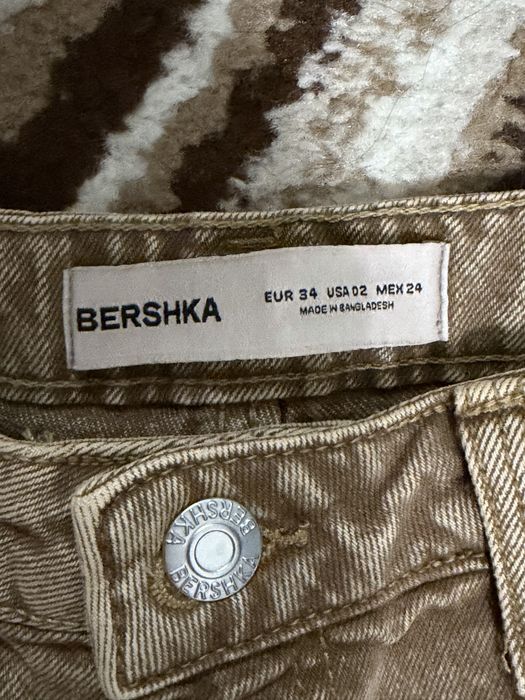 BERSHKA
EUR 34 USA 02 MEX 24
MADE IN BANGLADESH
BERSHKA
BERSHKA